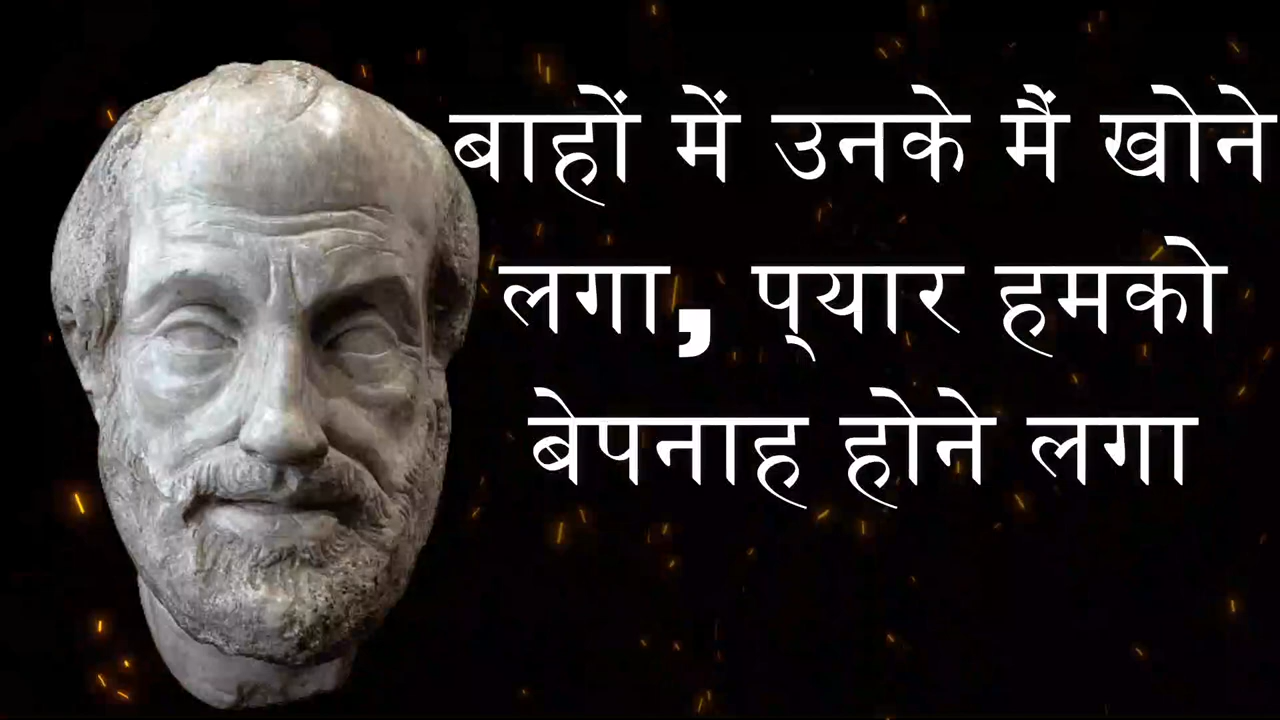 बाहों में उनके मैं खोने
लगा, प्‌यार हमको
बेपनाह होने लगा